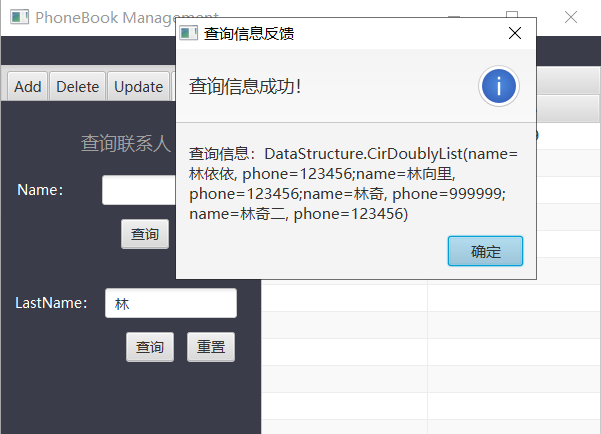 PhoneBook Management
查询信息反馈
查询信息成功!
Add
Delete
Update
查询联系人
查询信息：DataStructure.CirDoublyList(name=
林依依, phone=123456;name=林向里,
phone=123456;name=林奇, phone=999999;
name=林奇二, phone=123456)
Name：
查询
确定
LastName：
林
查询
重置